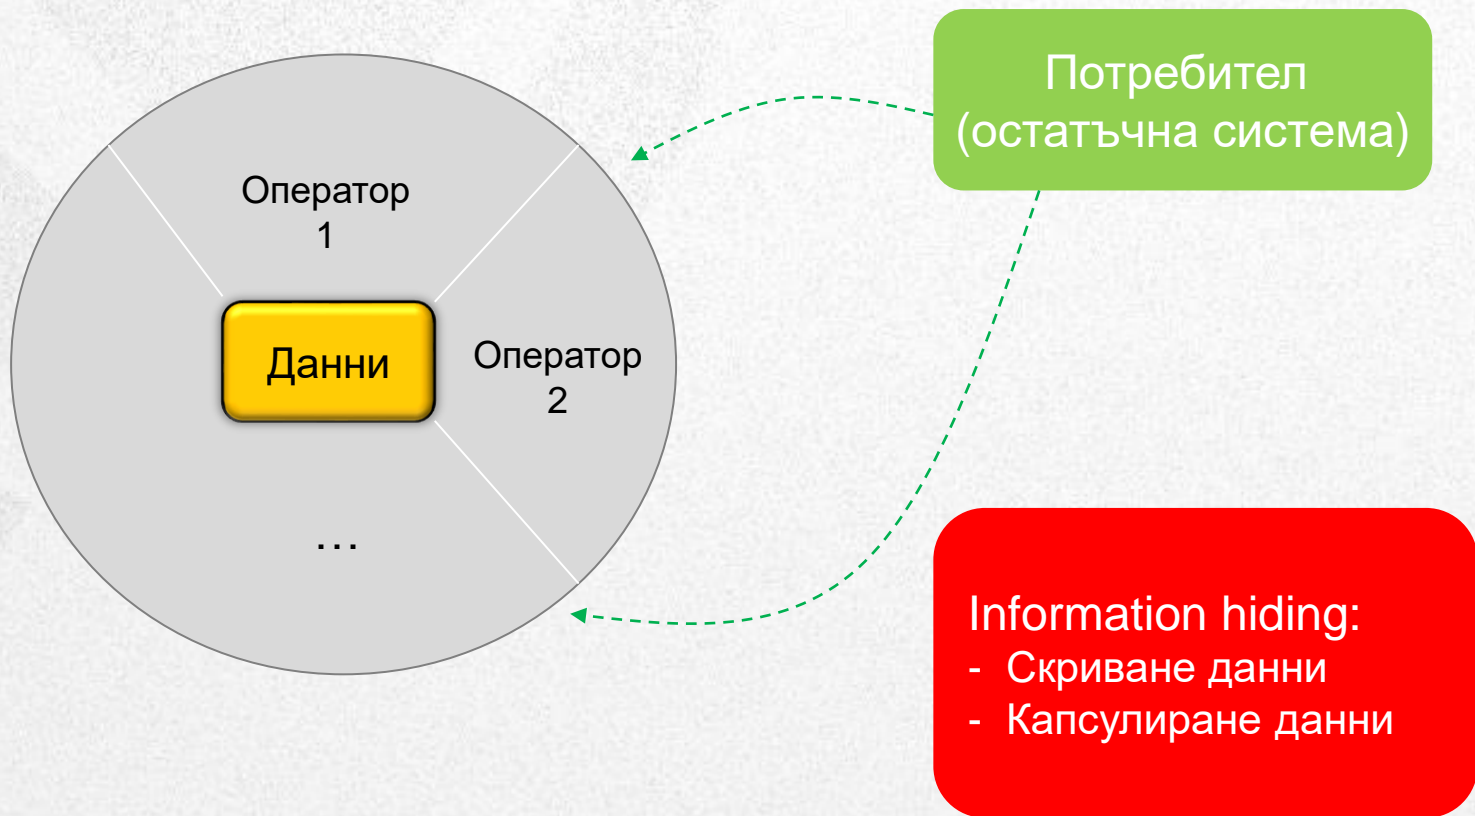 Потребител
(остатъчна система)
Оператор
1
Данни
Оператор
2
...
Information hiding:
- Скриване данни
- Капсулиране данни